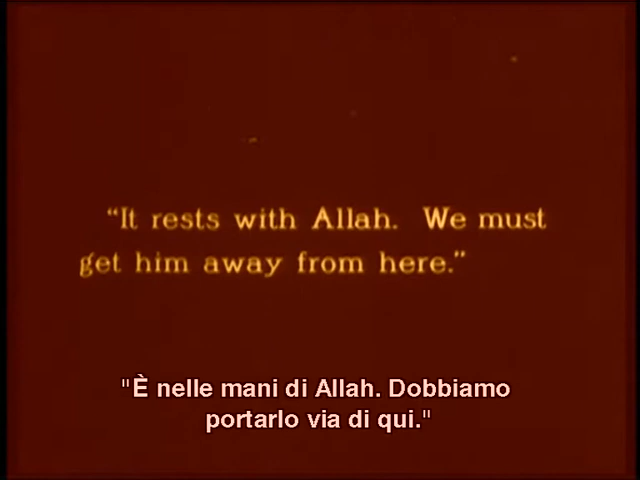 “It rests with Allah. We must
get him away from here.”
"È nelle mani di Allah. Dobbiamo
portarlo via di qui."